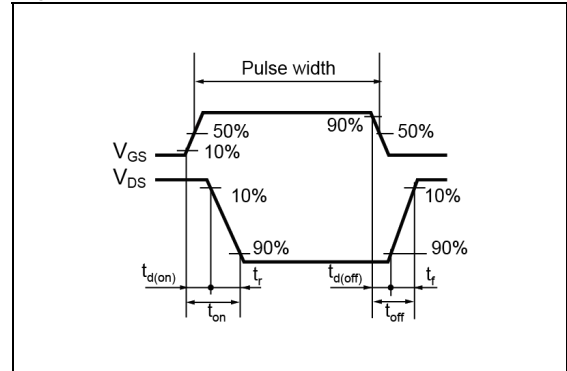 Pulse width
90%
50%
50%
10%
V_GS
V_DS
10%
10%
90%
90%
t_d(on)
t_r
t_d(off)
t_f
t_on
t_off